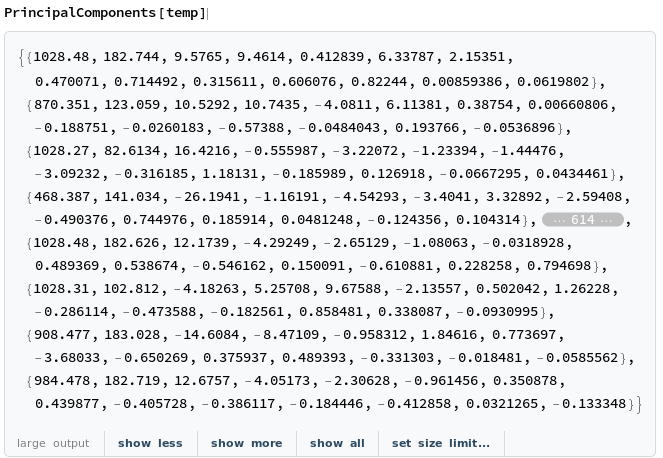 PrincipalComponents[temp]
{{1028.48, 182.744, 9.5765, 9.4614, 0.412839, 6.33787, 2.15351,
0.470071, 0.714492, 0.315611, 0.606076, 0.82244, 0.00859386, 0.0619802},
{870.351, 123.059, 10.5292, 10.7435, -4.0811, 6.11381, 0.38754, 0.00660806,
-0.188751, -0.0260183, -0.57388, -0.0484043, 0.193766, -0.0536896},
{1028.27, 82.6134, 16.4216, -0.555987, -3.22072, -1.23394, -1.44476,
-3.09232, -0.316185, 1.18131, -0.185989, 0.126918, -0.0667295, 0.0434461},
{468.387, 141.034, -26.1941, -1.16191, -4.54293, -3.4041, 3.32892, -2.59408,
-0.490376, 0.744976, 0.185914, 0.0481248, -0.124356, 0.104314}, ... 614 ... ,
{1028.48, 182.626, 12.1739, -4.29249, -2.65129, -1.08063, -0.0318928,
0.489369, 0.538674, -0.546162, 0.150091, -0.610881, 0.228258, 0.794698},
{1028.31, 102.812, -4.18263, 5.25708, 9.67588, -2.13557, 0.502042, 1.26228,
-0.286114, -0.473588, -0.182561, 0.858481, 0.338087, -0.0930995},
{908.477, 183.028, -14.6084, -8.47109, -0.958312, 1.84616, 0.773697,
-3.68033, -0.650269, 0.375937, 0.489393, -0.331303, -0.018481, -0.0585562},
{984.478, 182.719, 12.6757, -4.05173, -2.30628, -0.961456, 0.350878,
0.439877, -0.405728, -0.386117, -0.184446, -0.412858, 0.0321265, -0.133348}}
large output show less show more show all set size limit...